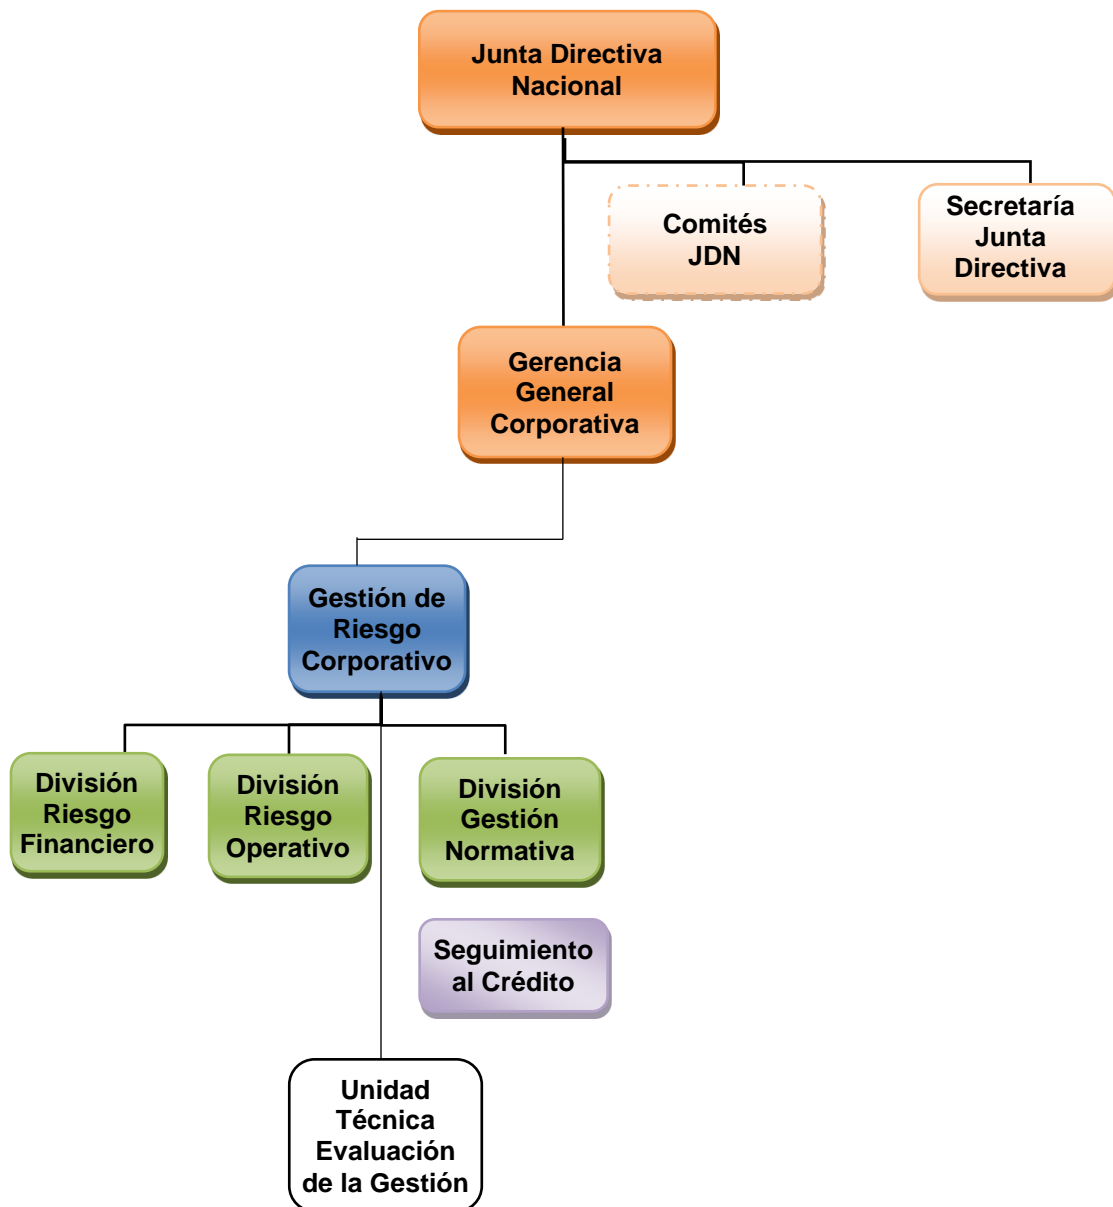 Junta Directiva
Nacional
Comités
JDN
Secretaría
Junta
Directiva
Gerencia
General
Corporativa
Gestión de
Riesgo
Corporativo
División
Riesgo
Financiero
División
Riesgo
Operativo
División
Gestión
Normativa
Seguimiento
al Crédito
Unidad
Técnica
Evaluación
de la Gestión